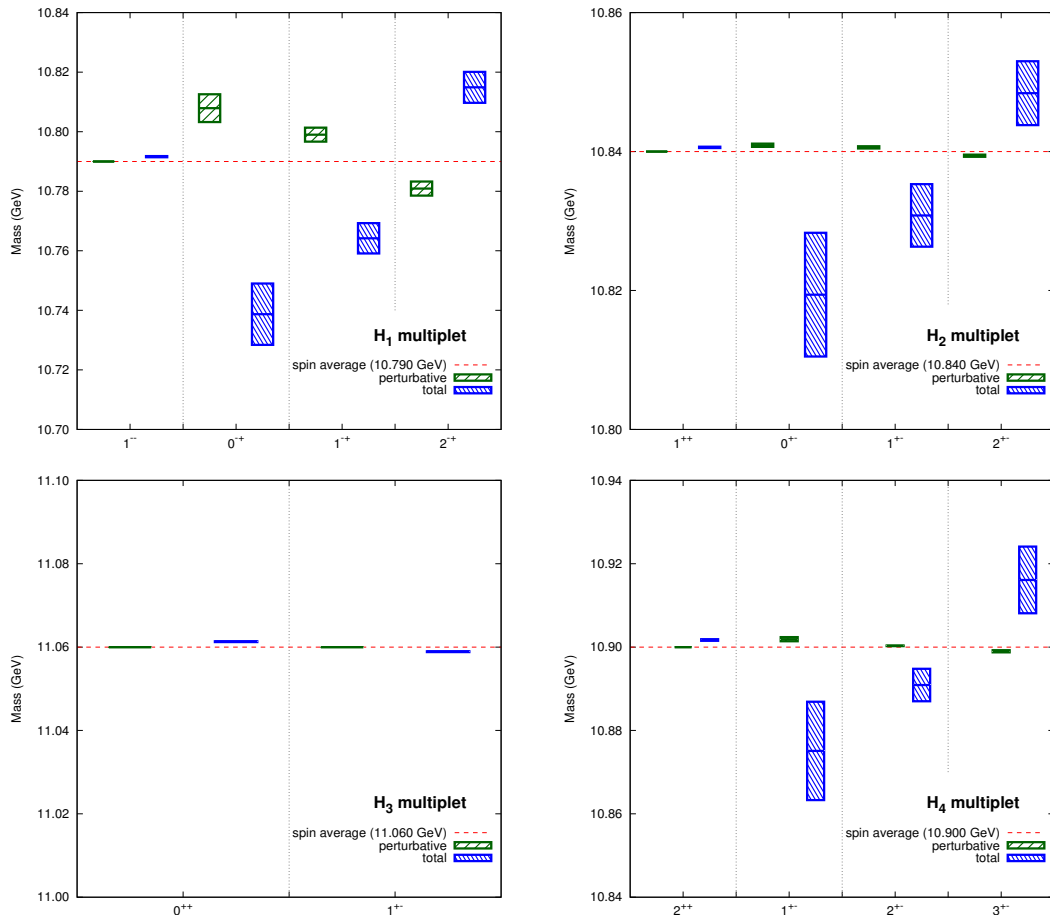 10.84
10.82
10.80
10.78
10.76
10.74
10.72
10.70
Mass (GeV)
H1 multiplet
spin average (10.790 GeV)
perturbative
total
1--
0-+
1-+
2-+
10.86
10.84
10.82
10.80
Mass (GeV)
H2 multiplet
spin average (10.840 GeV)
perturbative
total
1++
0+-
1+-
2+-
11.10
11.08
11.06
11.04
11.02
11.00
Mass (GeV)
H3 multiplet
spin average (11.060 GeV)
perturbative
total
0++
1+-
10.94
10.92
10.90
10.88
10.86
10.84
Mass (GeV)
H4 multiplet
spin average (10.900 GeV)
perturbative
total
2++
1+-
2+-
3+-